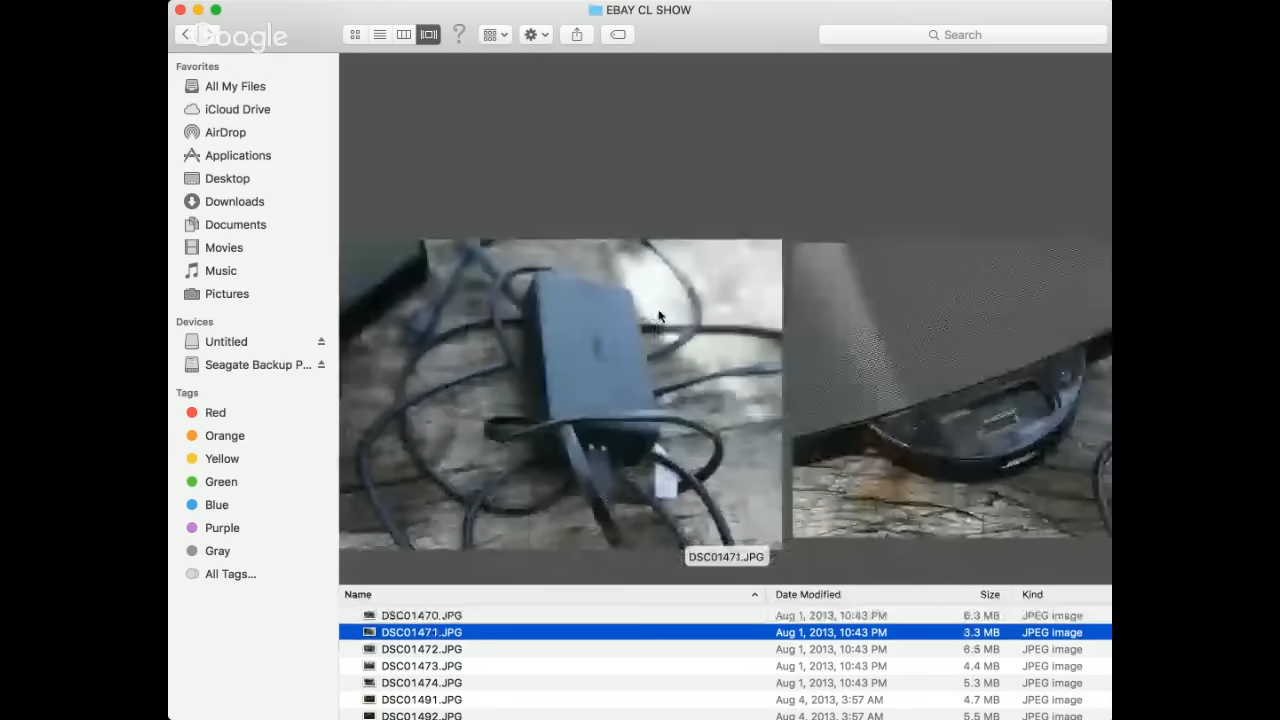 EBAY CL SHOW
Google
Search
Favorites
All My Files
iCloud Drive
AirDrop
Applications
Desktop
Downloads
Documents
Movies
Music
Pictures
Devices
Untitled
Seagate Backup P...
Tags
Red
Orange
Yellow
Green
Blue
Purple
Gray
All Tags...
DSC01471.JPG
Name Date Modified Size Kind
DSC01470.JPG Aug 1, 2013, 10:43 PM 6.3 MB JPEG image
DSC01471.JPG Aug 1, 2013, 10:43 PM 3.3 MB JPEG image
DSC01472.JPG Aug 1, 2013, 10:43 PM 6.5 MB JPEG image
DSC01473.JPG Aug 1, 2013, 10:43 PM 4.4 MB JPEG image
DSC01474.JPG Aug 1, 2013, 10:43 PM 5.3 MB JPEG image
DSC01491.JPG Aug 4, 2013, 3:57 AM 4.7 MB JPEG image
DSC01492.JPG Aug 4, 2013, 3:57 AM 5.5 MB JPEG image